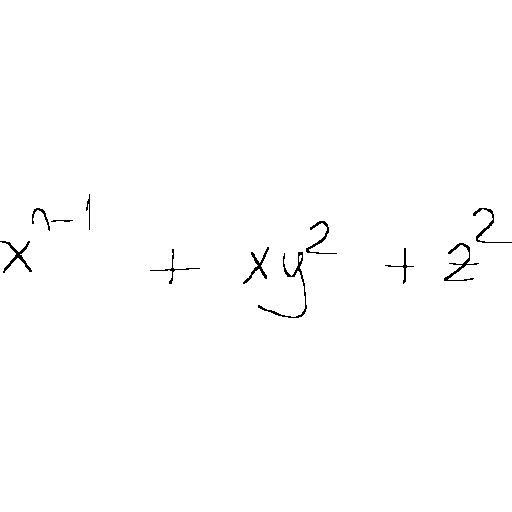 x^{n-1} + xy^2 + z^2